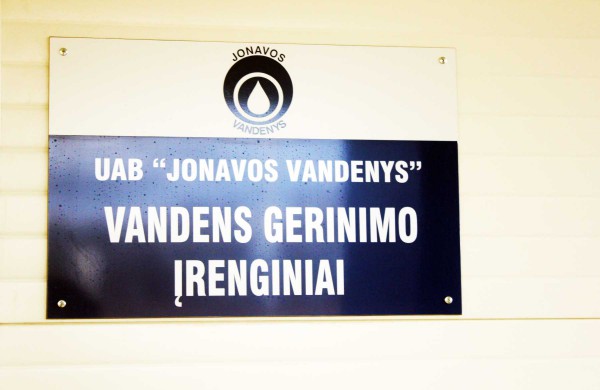 JONAVOS
VANDENYS
UAB “JONAVOS VANDENYS”
VANDENS GERINIMO
ĮRENGINIAI